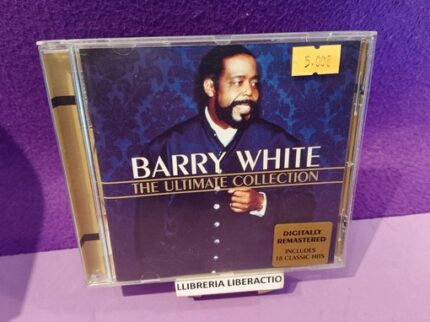 5.00€
BARRY WHITE
THE ULTIMATE COLLECTION
DIGITALLY
REMASTERED
INCLUDES
18 CLASSIC HITS
LLIBRERIA LIBERACTIO